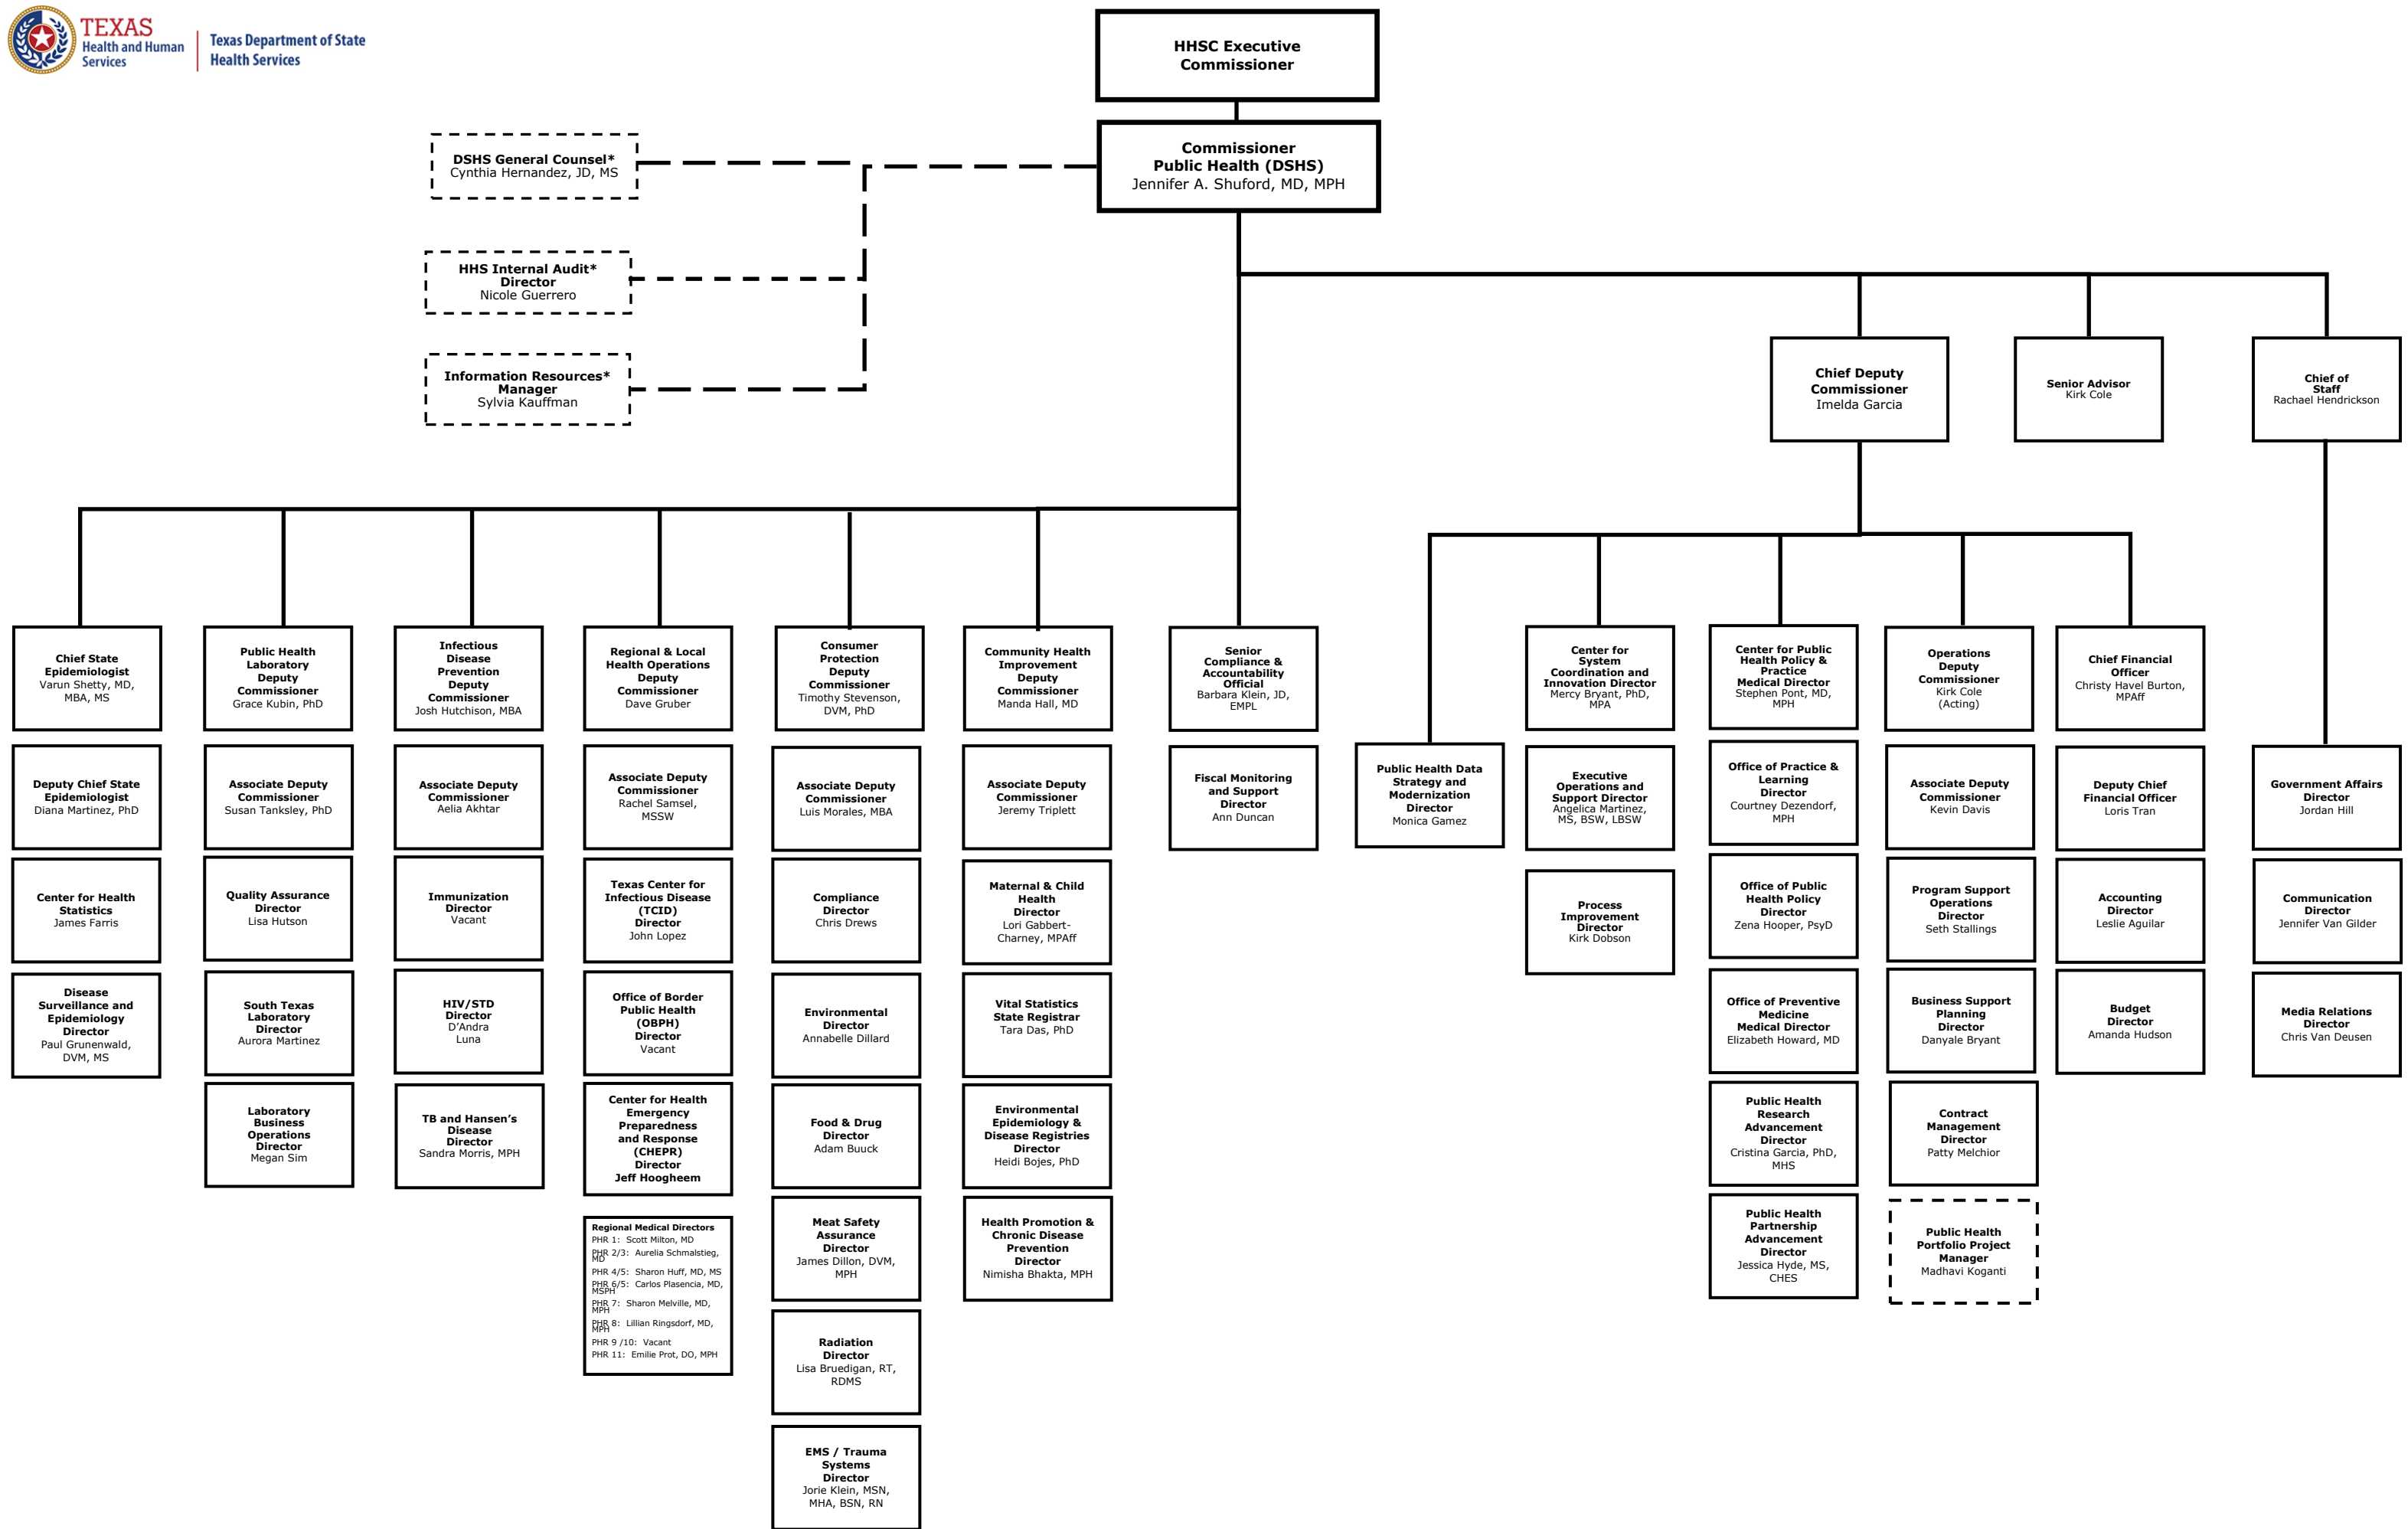 TEXAS
Health and Human
Services
Texas Department of State
Health Services
HHSC Executive
Commissioner
Commissioner
Public Health (DSHS)
Jennifer A. Shuford, MD, MPH
DSHS General Counsel*
Cynthia Hernandez, JD, MS
HHS Internal Audit*
Director
Nicole Guerrero
Information Resources*
Manager
Sylvia Kauffman
Chief Deputy
Commissioner
Imelda Garcia
Senior Advisor
Kirk Cole
Chief of
Staff
Rachael Hendrickson
Chief State
Epidemiologist
Varun Shetty, MD,
MBA, MS
Deputy Chief State
Epidemiologist
Diana Martinez, PhD
Center for Health
Statistics
James Farris
Disease
Surveillance and
Epidemiology
Director
Paul Grunenwald,
DVM, MS
Public Health
Laboratory
Deputy
Commissioner
Grace Kubin, PhD
Associate Deputy
Commissioner
Susan Tanksley, PhD
Quality Assurance
Director
Lisa Hutson
South Texas
Laboratory
Director
Aurora Martinez
Laboratory
Business
Operations
Director
Megan Sim
Infectious
Disease
Prevention
Deputy
Commissioner
Josh Hutchison, MBA
Associate Deputy
Commissioner
Aelia Akhtar
Immunization
Director
Vacant
HIV/STD
Director
D’Andra
Luna
TB and Hansen’s
Disease
Director
Sandra Morris, MPH
Regional & Local
Health Operations
Deputy
Commissioner
Dave Gruber
Associate Deputy
Commissioner
Rachel Samsel,
MSSW
Texas Center for
Infectious Disease
(TCID)
Director
John Lopez
Office of Border
Public Health
(OBPH)
Director
Vacant
Center for Health
Emergency
Preparedness
and Response
(CHEPR)
Director
Jeff Hoogheem
Regional Medical Directors
PHR 1: Scott Milton, MD
PHR 2/3: Aurelia Schmalstieg,
MD
PHR 4/5: Sharon Huff, MD, MS
PHR 6/5: Carlos Plasencia, MD,
MSPH
PHR 7: Sharon Melville, MD,
MPH
PHR 8: Lillian Ringsdorf, MD,
MPH
PHR 9 /10: Vacant
PHR 11: Emilie Prot, DO, MPH
Consumer
Protection
Deputy
Commissioner
Timothy Stevenson,
DVM, PhD
Associate Deputy
Commissioner
Luis Morales, MBA
Compliance
Director
Chris Drews
Environmental
Director
Annabelle Dillard
Food & Drug
Director
Adam Buuck
Meat Safety
Assurance
Director
James Dillon, DVM,
MPH
Radiation
Director
Lisa Bruedigan, RT,
RDMS
EMS / Trauma
Systems
Director
Jorie Klein, MSN,
MHA, BSN, RN
Community Health
Improvement
Deputy
Commissioner
Manda Hall, MD
Associate Deputy
Commissioner
Jeremy Triplett
Maternal & Child
Health
Director
Lori Gabbert-
Charney, MPAff
Vital Statistics
State Registrar
Tara Das, PhD
Environmental
Epidemiology &
Disease Registries
Director
Heidi Bojes, PhD
Health Promotion &
Chronic Disease
Prevention
Director
Nimisha Bhakta, MPH
Senior
Compliance &
Accountability
Official
Barbara Klein, JD,
EMPL
Fiscal Monitoring
and Support
Director
Ann Duncan
Public Health Data
Strategy and
Modernization
Director
Monica Gamez
Center for
System
Coordination and
Innovation Director
Mercy Bryant, PhD,
MPA
Executive
Operations and
Support Director
Angelica Martinez,
MS, BSW, LBSW
Process
Improvement
Director
Kirk Dobson
Center for Public
Health Policy &
Practice
Medical Director
Stephen Pont, MD,
MPH
Office of Practice &
Learning
Director
Courtney Dezendorf,
MPH
Office of Public
Health Policy
Director
Zena Hooper, PsyD
Office of Preventive
Medicine
Medical Director
Elizabeth Howard, MD
Public Health
Research
Advancement
Director
Cristina Garcia, PhD,
MHS
Public Health
Partnership
Advancement
Director
Jessica Hyde, MS,
CHES
Operations
Deputy
Commissioner
Kirk Cole
(Acting)
Associate Deputy
Commissioner
Kevin Davis
Program Support
Operations
Director
Seth Stallings
Business Support
Planning
Director
Danyale Bryant
Contract
Management
Director
Patty Melchior
Public Health
Portfolio Project
Manager
Madhavi Koganti
Chief Financial
Officer
Christy Havel Burton,
MPAff
Deputy Chief
Financial Officer
Loris Tran
Accounting
Director
Leslie Aguilar
Budget
Director
Amanda Hudson
Government Affairs
Director
Jordan Hill
Communication
Director
Jennifer Van Gilder
Media Relations
Director
Chris Van Deusen